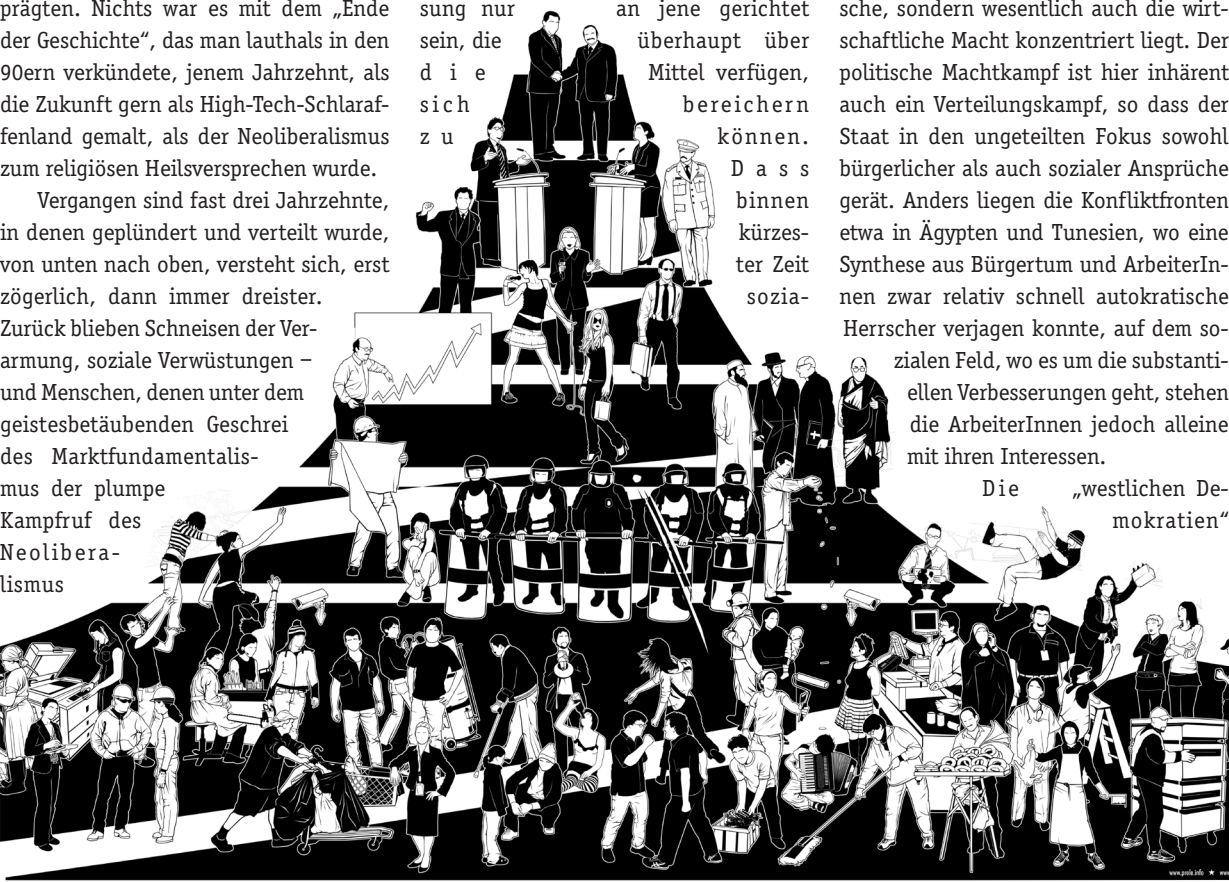 prägten. Nichts war es mit dem „Ende
der Geschichte“, das man lauthals in den
90ern verkündete, jenem Jahrzehnt, als
die Zukunft gern als High-Tech-Schlaraf-
fenland gemalt, als der Neoliberalismus
zum religiösen Heilsversprechen wurde.
Vergangen sind fast drei Jahrzehnte,
in denen geplündert und verteilt wurde,
von unten nach oben, versteht sich, erst
zögerlich, dann immer dreister.
Zurück blieben Schneisen der Ver-
armung, soziale Verwüstungen –
und Menschen, denen unter dem
geistesbetäubenden Geschrei
des Marktfundamentalis-
mus der plumpe
Kampfruf des
Neolibera-
lismus
sung nur an jene gerichtet
sein, die überhaupt über
die Mittel verfügen,
sich bereichern
zu können.
Dass
binnen
kürzes-
ter Zeit
sozia-
sche, sondern wesentlich auch die wirt-
schaftliche Macht konzentriert liegt. Der
politische Machtkampf ist hier inhärent
auch ein Verteilungskampf, so dass der
Staat in den ungeteilten Fokus sowohl
bürgerlicher als auch sozialer Ansprüche
gerät. Anders liegen die Konfliktfronten
etwa in Ägypten und Tunesien, wo eine
Synthese aus Bürgertum und ArbeiterIn-
nen zwar relativ schnell autokratische
Herrscher verjagen konnte, auf dem so-
zialen Feld, wo es um die substanti-
ellen Verbesserungen geht, stehen
die ArbeiterInnen jedoch alleine
mit ihren Interessen.
Die „westlichen De-
mokratien“
www.prole.info ★